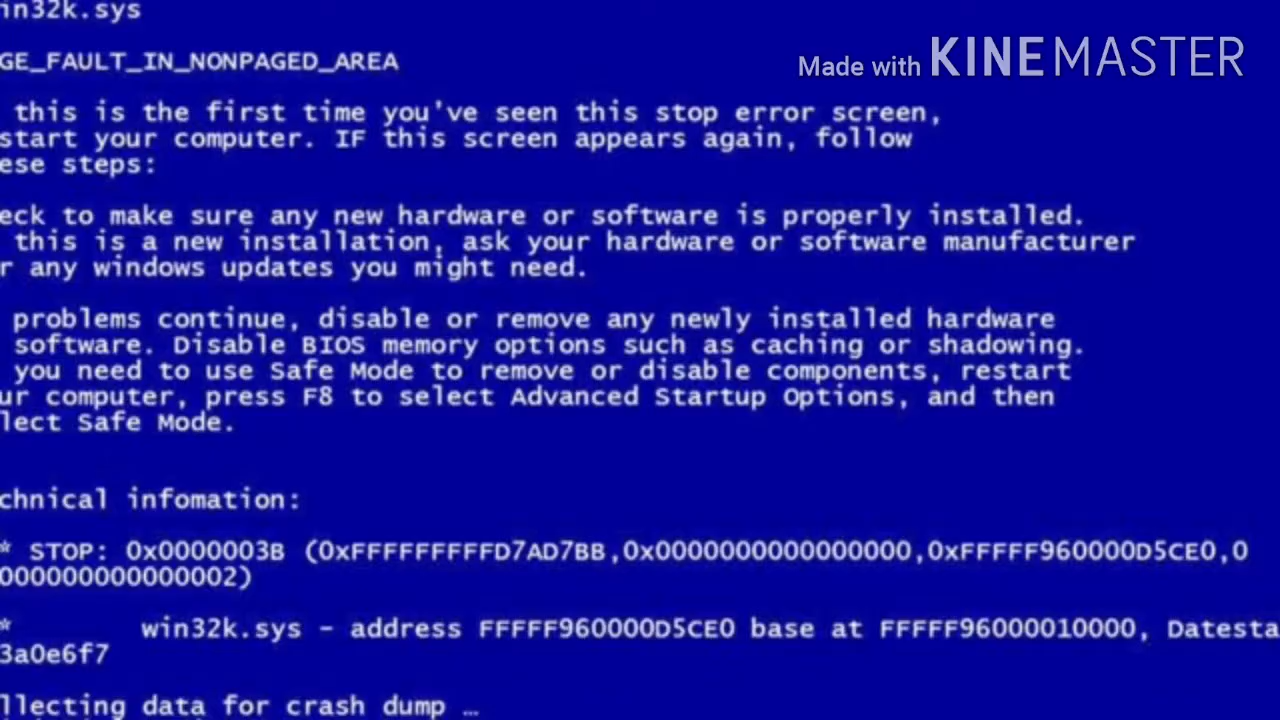 in32k.sys
GE_FAULT_IN_NONPAGED_AREA
Made with KINEMASTER
this is the first time you've seen this stop error screen,
start your computer. IF this screen appears again, follow
ese steps:
eck to make sure any new hardware or software is properly installed.
this is a new installation, ask your hardware or software manufacturer
r any windows updates you might need.
problems continue, disable or remove any newly installed hardware
software. Disable BIOS memory options such as caching or shadowing.
you need to use Safe Mode to remove or disable components, restart
ur computer, press F8 to select Advanced Startup Options, and then
lect Safe Mode.
chnical infomation:
* STOP: 0x0000003B (0xFFFFFFFFFD7AD7BB,0x0000000000000000,0xFFFFF960000D5CE0,0
000000000000002)
* win32k.sys - address FFFFF960000D5CE0 base at FFFFF96000010000, Datesta
3a0e6f7
llecting data for crash dump …